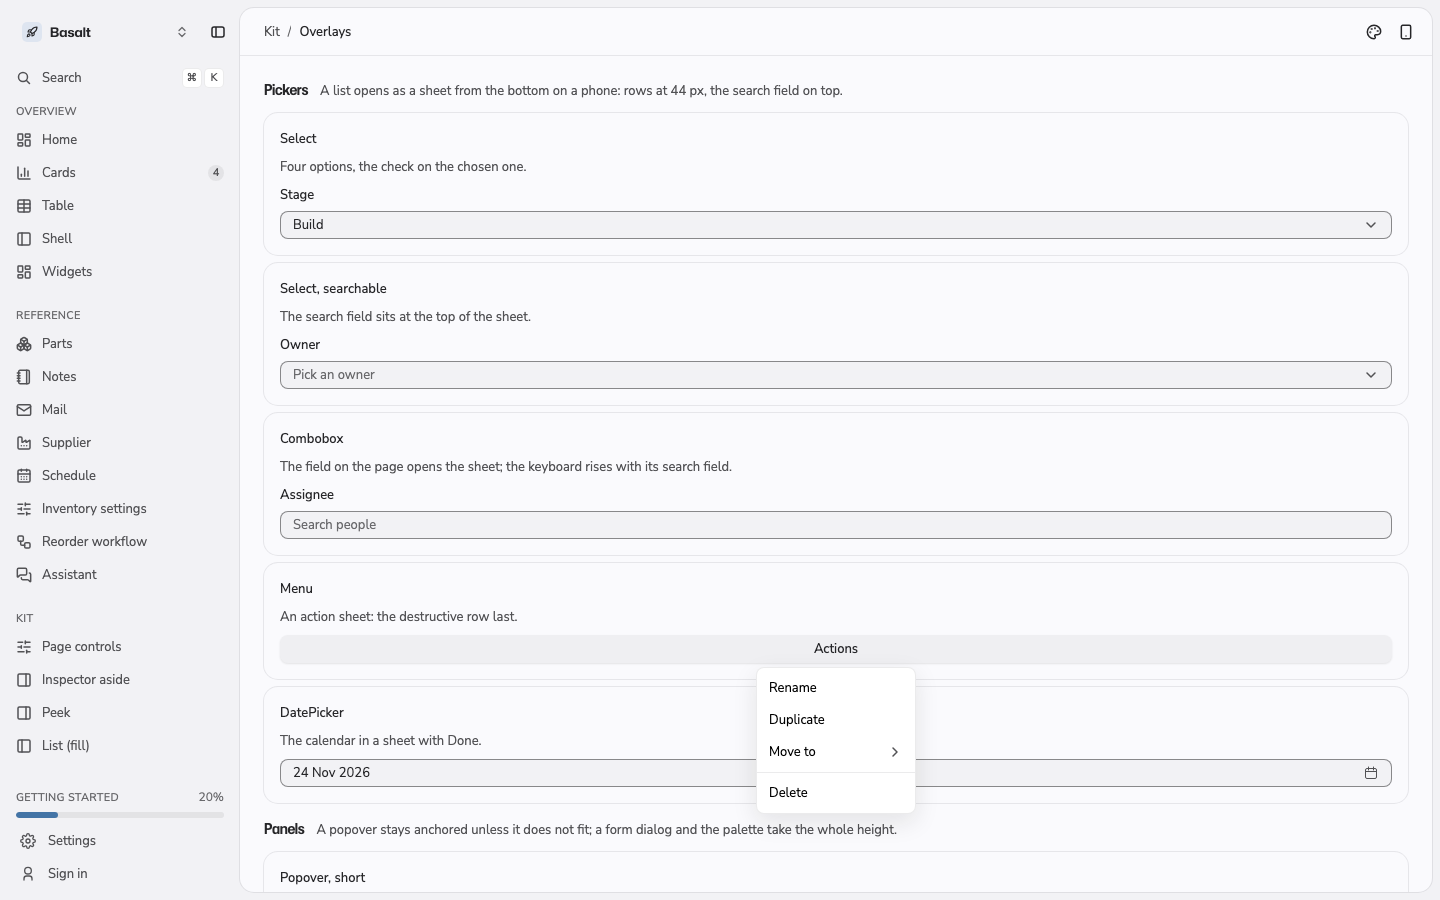 Basalt
Search ⌘ K
OVERVIEW
Home
Cards 4
Table
Shell
Widgets
REFERENCE
Parts
Notes
Mail
Supplier
Schedule
Inventory settings
Reorder workflow
Assistant
KIT
Page controls
Inspector aside
Peek
List (fill)
GETTING STARTED 20%
Settings
Sign in
Kit / Overlays
Pickers A list opens as a sheet from the bottom on a phone: rows at 44 px, the search field on top.
Select
Four options, the check on the chosen one.
Stage
Build
Select, searchable
The search field sits at the top of the sheet.
Owner
Pick an owner
Combobox
The field on the page opens the sheet; the keyboard rises with its search field.
Assignee
Search people
Menu
An action sheet: the destructive row last.
Actions
Rename
Duplicate
Move to
Delete
DatePicker
The calendar in a sheet with Done.
24 Nov 2026
Panels A popover stays anchored unless it does not fit; a form dialog and the palette take the whole height.
Popover, short